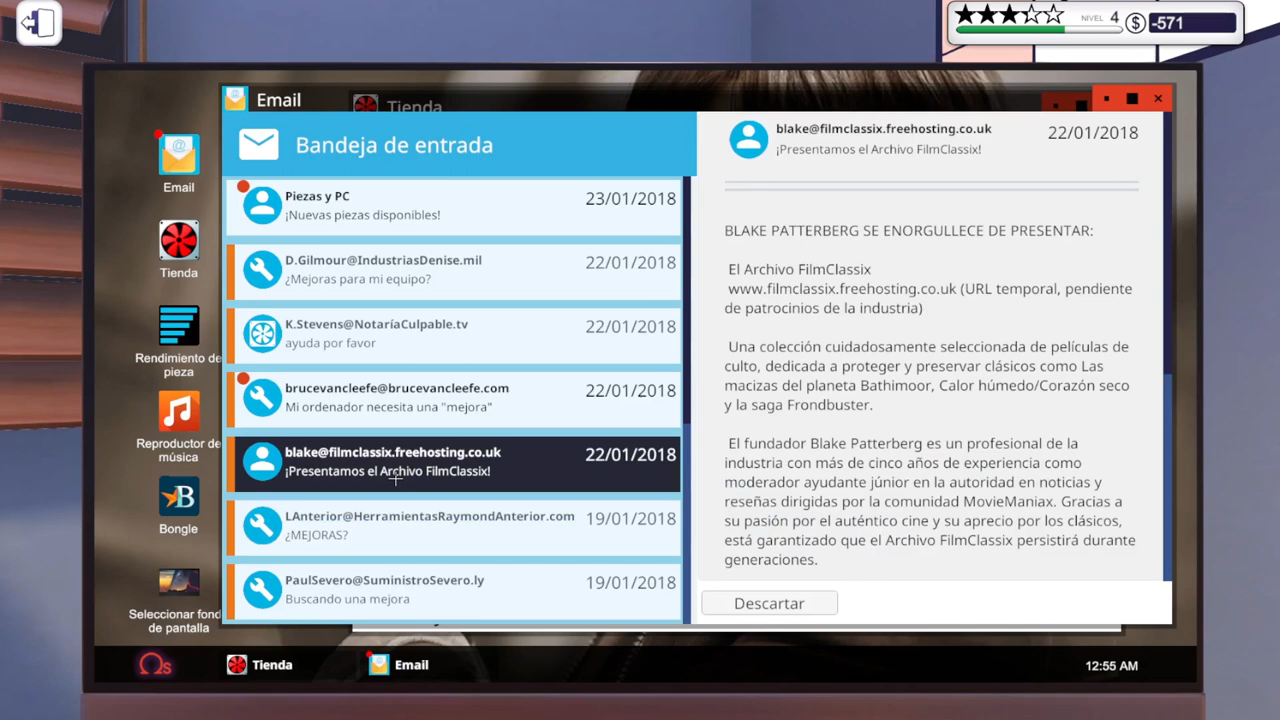 NIVEL 4
$ -571
Email
Tienda
Bandeja de entrada
Piezas y PC 23/01/2018
¡Nuevas piezas disponibles!
D.Gilmour@IndustriasDenise.mil 22/01/2018
¿Mejoras para mi equipo?
K.Stevens@NotaríaCulpable.tv 22/01/2018
ayuda por favor
brucevancleefe@brucevancleefe.com 22/01/2018
Mi ordenador necesita una "mejora"
blake@filmclassix.freehosting.co.uk 22/01/2018
¡Presentamos el Archivo FilmClassix!
LAnterior@HerramientasRaymondAnterior.com 19/01/2018
¿MEJORAS?
PaulSevero@SuministroSevero.ly 19/01/2018
Buscando una mejora
blake@filmclassix.freehosting.co.uk 22/01/2018
¡Presentamos el Archivo FilmClassix!
BLAKE PATTERBERG SE ENORGULLECE DE PRESENTAR:
El Archivo FilmClassix
www.filmclassix.freehosting.co.uk (URL temporal, pendiente
de patrocinios de la industria)
Una colección cuidadosamente seleccionada de películas de
culto, dedicada a proteger y preservar clásicos como Las
macizas del planeta Bathimoor, Calor húmedo/Corazón seco
y la saga Frondbuster.
El fundador Blake Patterberg es un profesional de la
industria con más de cinco años de experiencia como
moderador ayudante júnior en la autoridad en noticias y
reseñas dirigidas por la comunidad MovieManiax. Gracias a
su pasión por el auténtico cine y su aprecio por los clásicos,
está garantizado que el Archivo FilmClassix persistirá durante
generaciones.
Descartar
Email
Tienda
Rendimiento de
pieza
Reproductor de
música
B
Bongle
Seleccionar fond
de pantalla
Ωs
Tienda
Email
12:55 AM